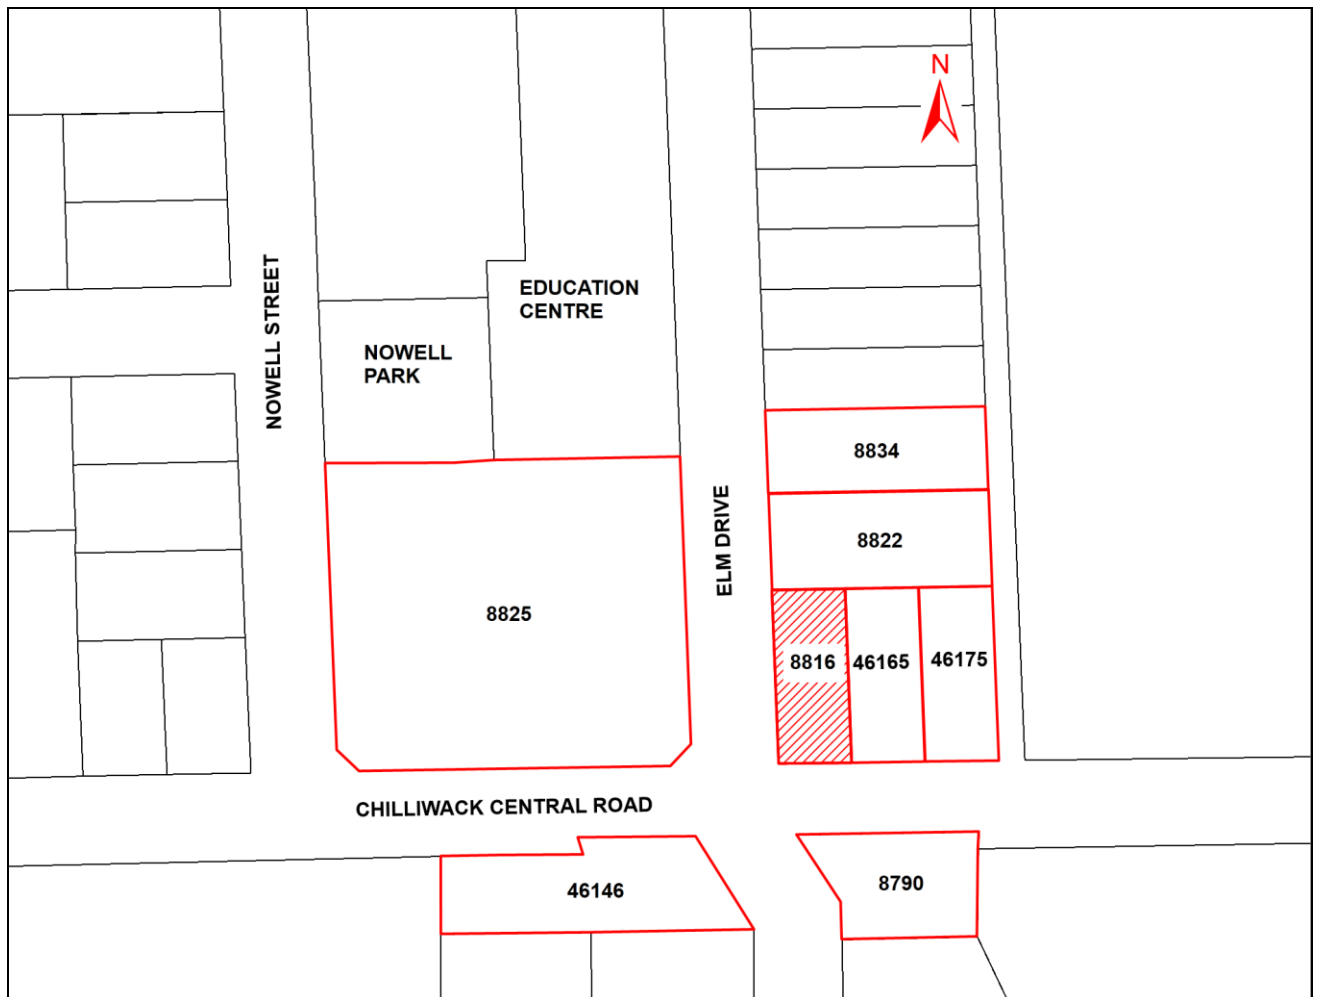 N
NOWELL STREET
EDUCATION
CENTRE
NOWELL
PARK
8834
ELM DRIVE
8822
8825
8816
46165
46175
CHILLIWACK CENTRAL ROAD
46146
8790